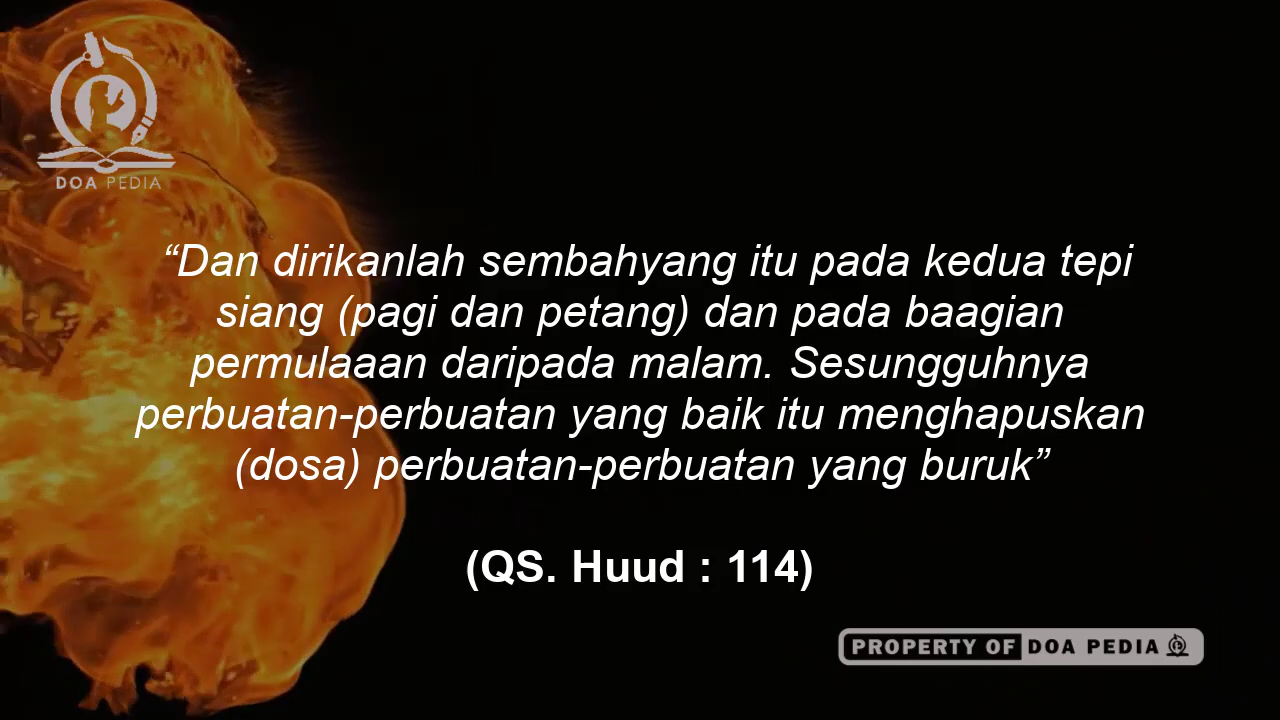 DOA PEDIA
“Dan dirikanlah sembahyang itu pada kedua tepi
siang (pagi dan petang) dan pada baagian
permulaaan daripada malam. Sesungguhnya
perbuatan-perbuatan yang baik itu menghapuskan
(dosa) perbuatan-perbuatan yang buruk”
(QS. Huud : 114)
PROPERTY OF DOA PEDIA